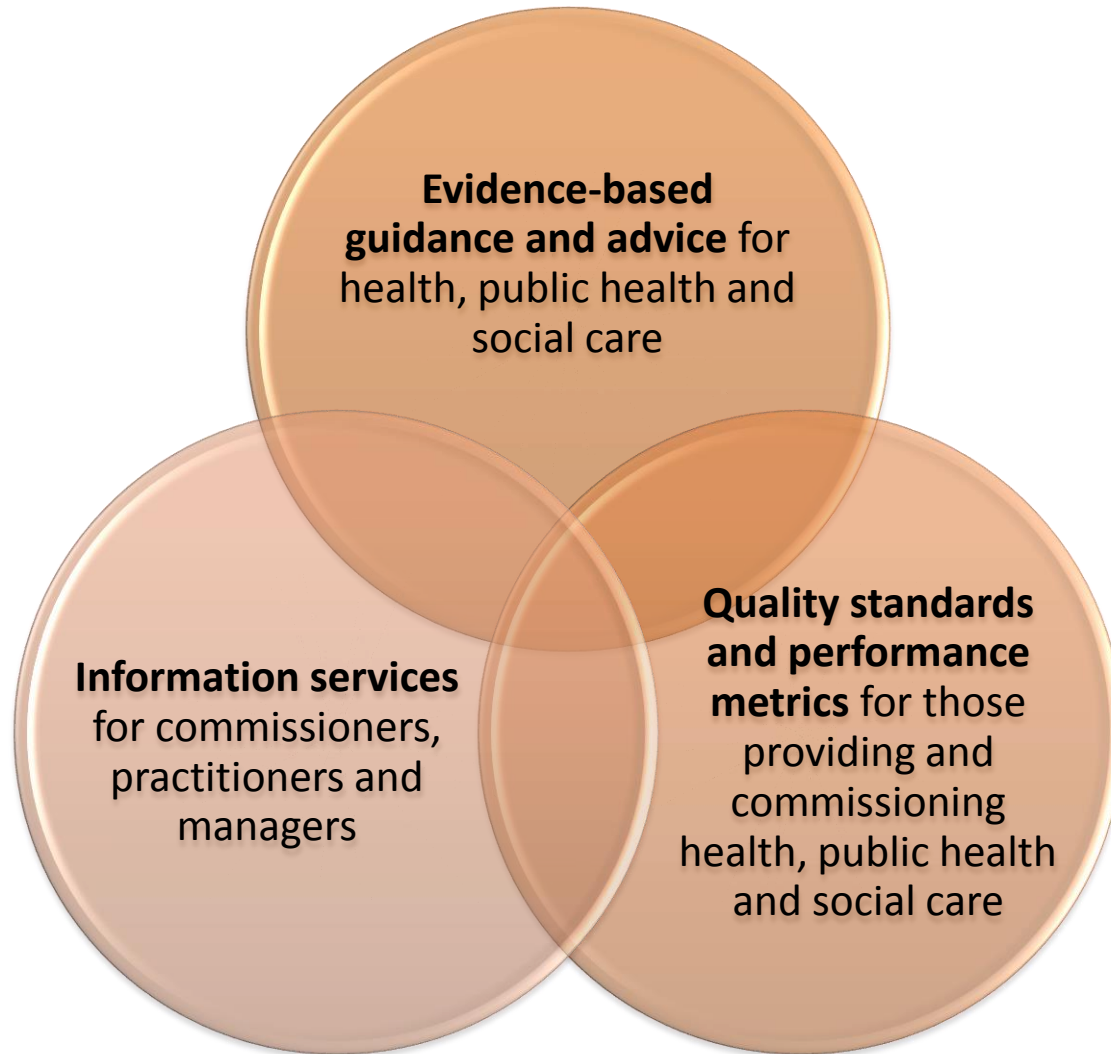 Evidence-based
guidance and advice for
health, public health and
social care
Information services
for commissioners,
practitioners and
managers
Quality standards
and performance
metrics for those
providing and
commissioning
health, public health
and social care